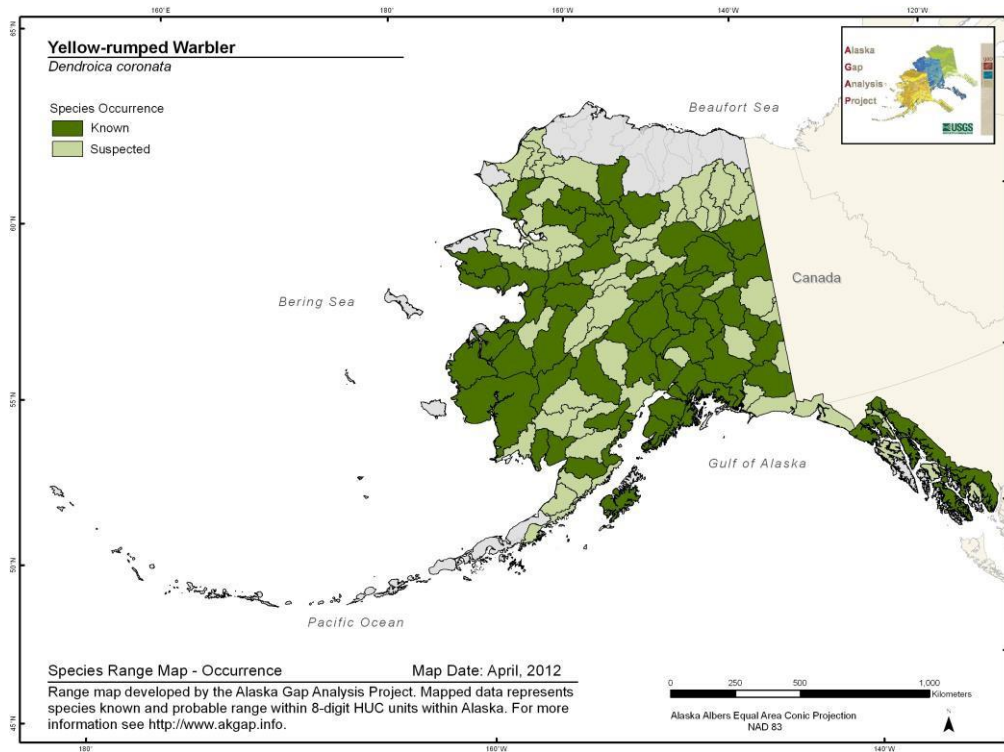 160°E
180°
160°W
140°W
120°W
65°N
Yellow-rumped Warbler
Dendroica coronata
Alaska
Gap
Analysis
Project
USGS
Species Occurrence
Known
Suspected
Beaufort Sea
60°N
Canada
Bering Sea
55°N
Gulf of Alaska
50°N
Pacific Ocean
Species Range Map - Occurrence
Map Date: April, 2012
Range map developed by the Alaska Gap Analysis Project. Mapped data represents
species known and probable range within 8-digit HUC units within Alaska. For more
information see http://www.akgap.info.
0 250 500 1,000
Kilometers
Alaska Albers Equal Area Conic Projection
NAD 83
N
45°N
180°
160°W
140°W